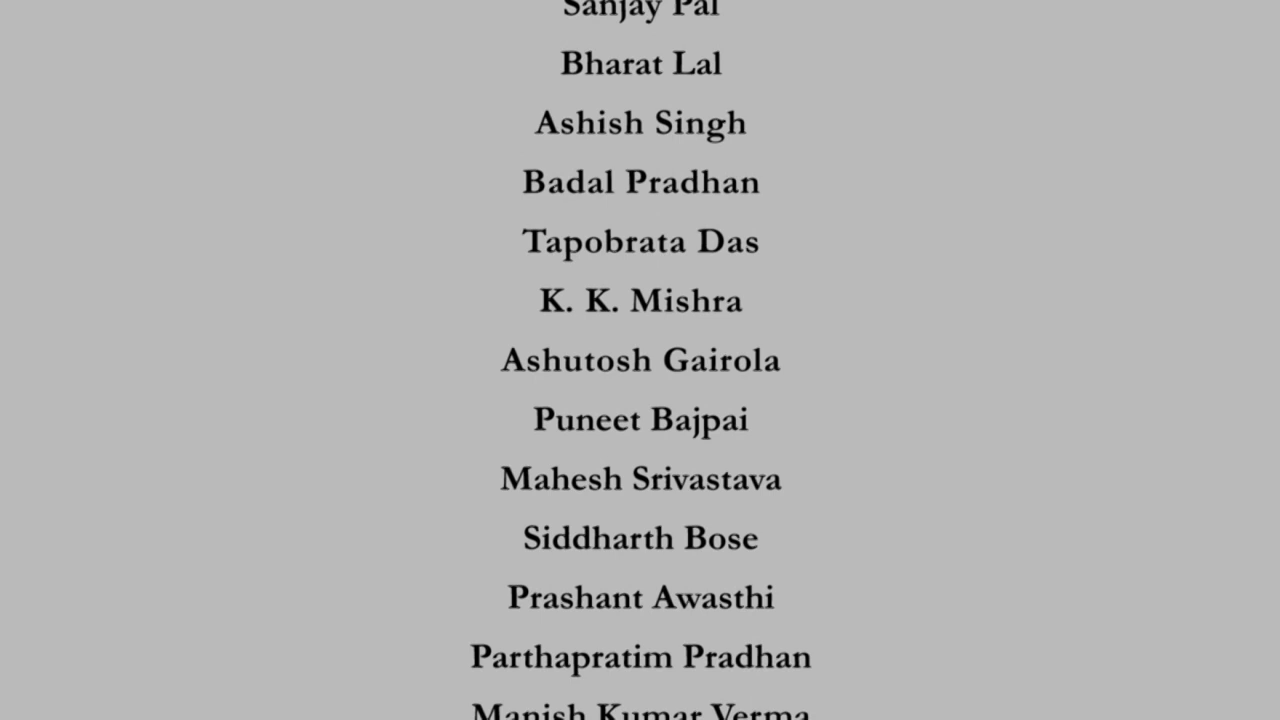 Sanjay Pal
Bharat Lal
Ashish Singh
Badal Pradhan
Tapobrata Das
K. K. Mishra
Ashutosh Gairola
Puneet Bajpai
Mahesh Srivastava
Siddharth Bose
Prashant Awasthi
Parthapratim Pradhan
Manish Kumar Verma